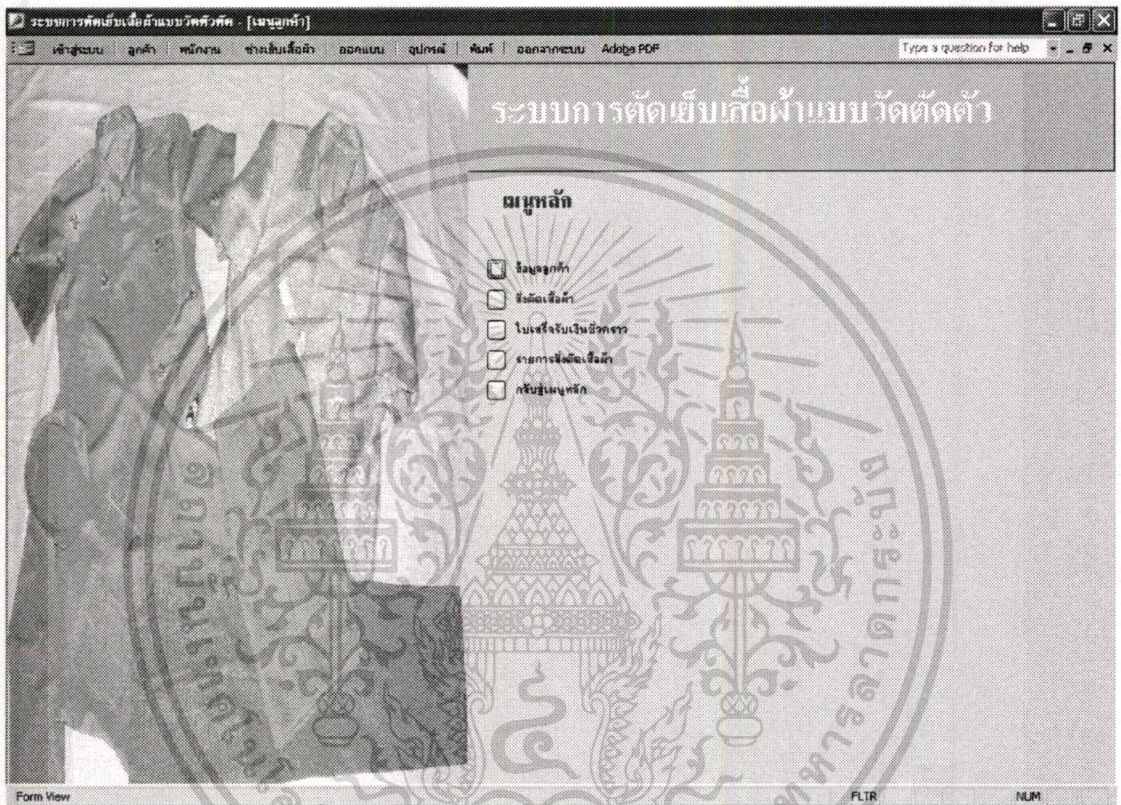 ระบบการตัดเย็บเสื้อผ้าแบบวัดตัวตัด - [เมนูลูกค้า]
เข้าสู่ระบบ ลูกค้า พนักงาน ช่างเย็บเสื้อผ้า ออกแบบ อุปกรณ์ พิมพ์ ออกจากระบบ Adobe PDF Type a question for help
ระบบการตัดเย็บเสื้อผ้าแบบวัดตัดตัว
เมนูหลัก
ข้อมูลลูกค้า
สั่งตัดเสื้อผ้า
ใบเสร็จรับเงินชั่วคราว
รายการสั่งตัดเสื้อผ้า
กลับสู่เมนูหลัก
Form View FLTR NUM